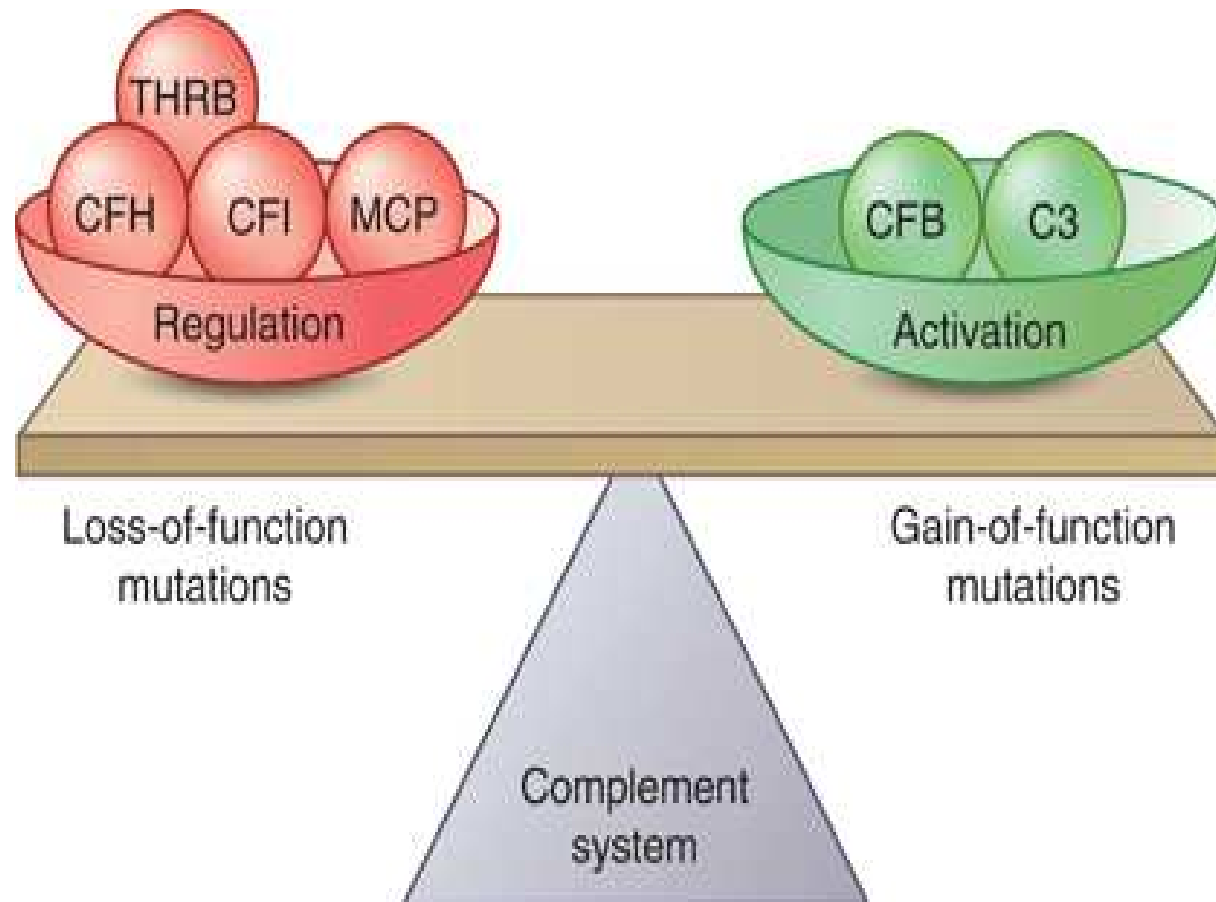 THRB
CFH CFI MCP
CFB C3
Regulation
Activation
Loss-of-function
mutations
Gain-of-function
mutations
Complement
system